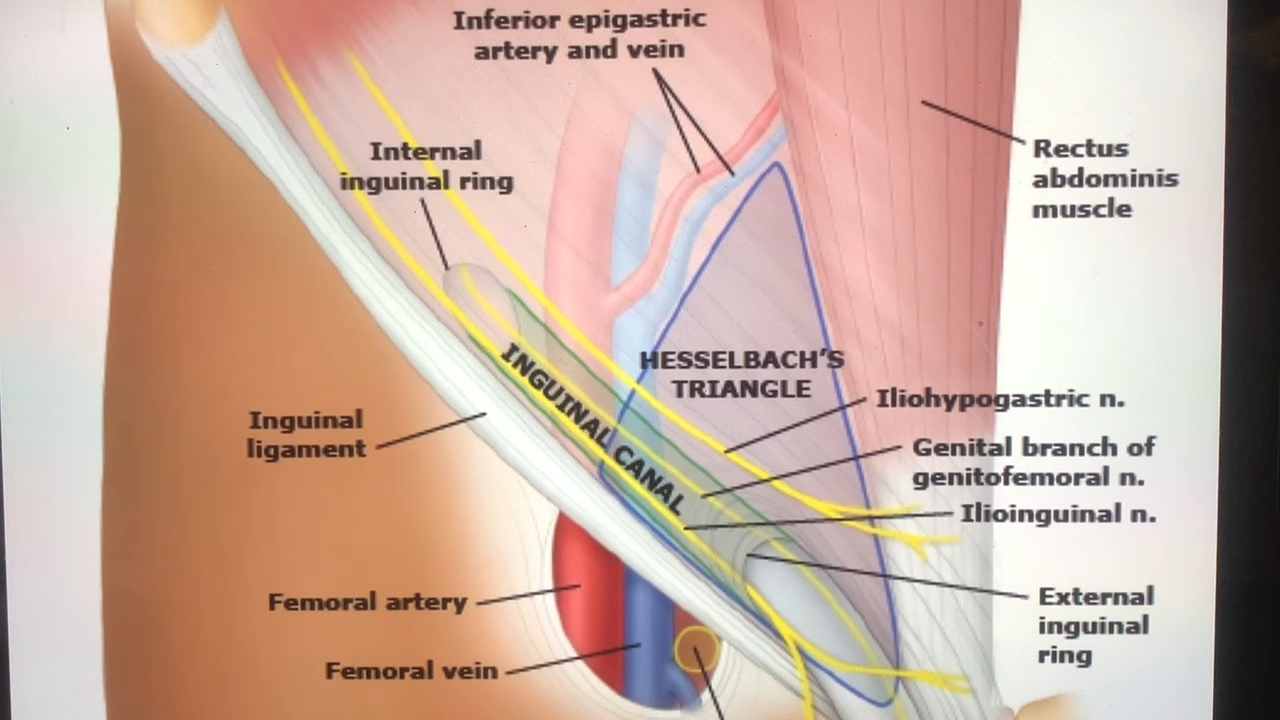 Inferior epigastric
artery and vein
Internal
inguinal ring
Rectus
abdominis
muscle
HESSELBACH'S
TRIANGLE
INGUINAL CANAL
Iliohypogastric n.
Inguinal
ligament
Genital branch of
genitofemoral n.
Ilioinguinal n.
Femoral artery
External
inguinal
ring
Femoral vein